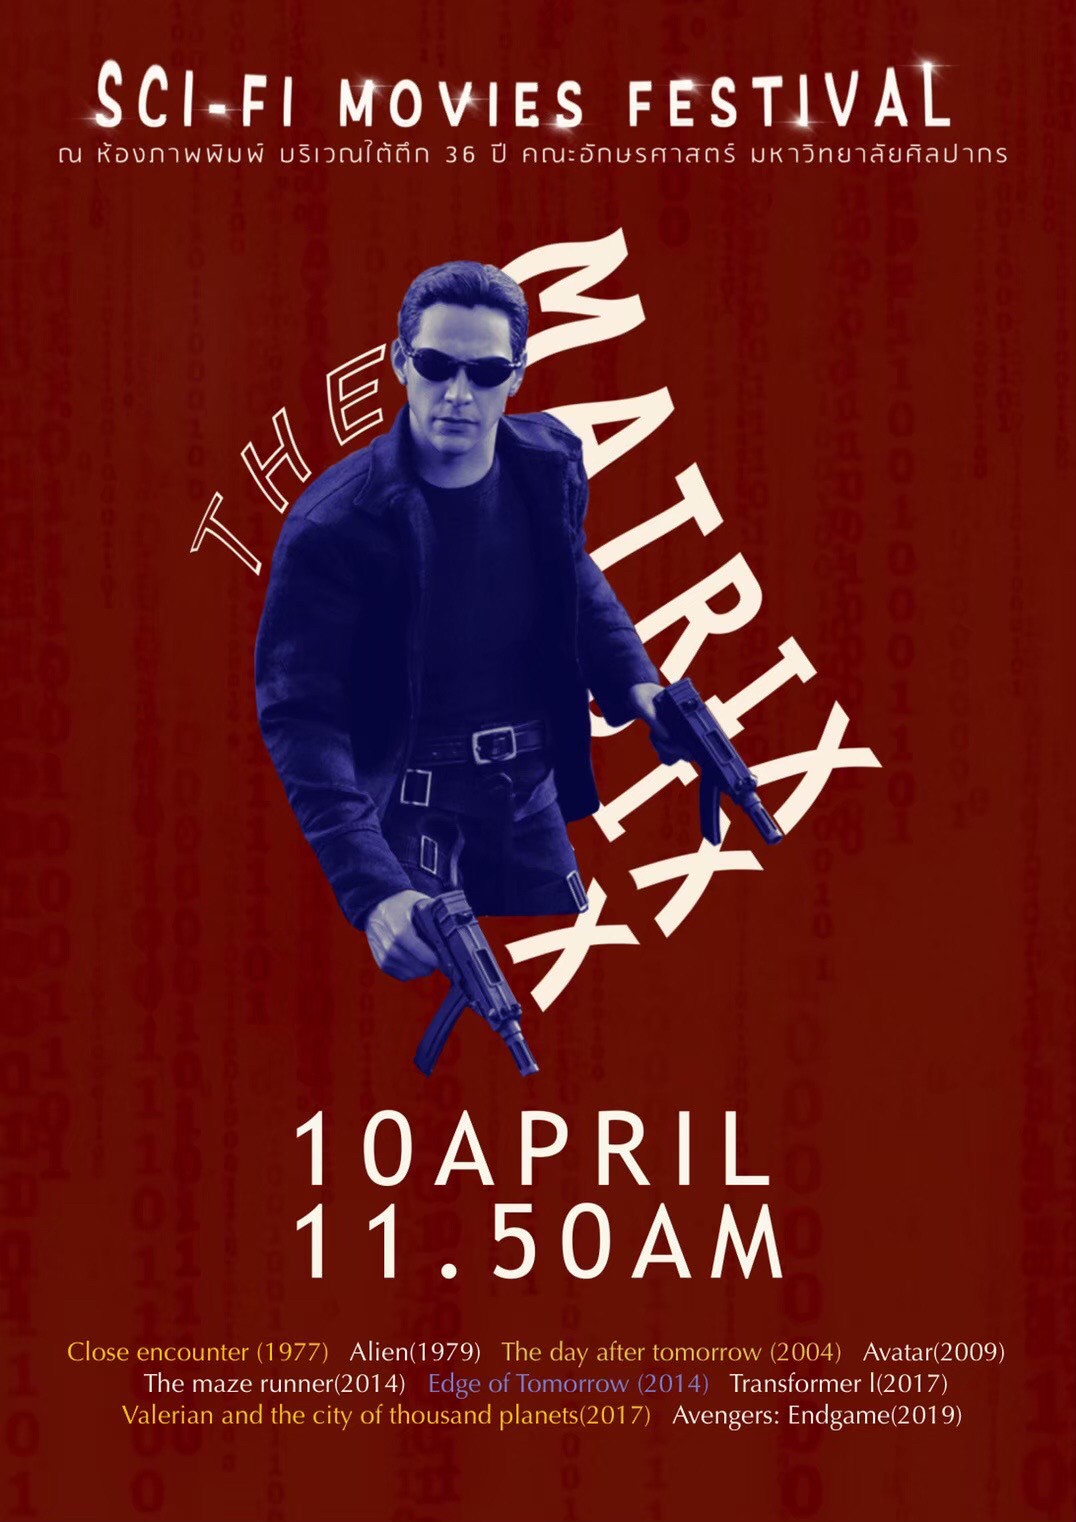 SCI-FI MOVIES FESTIVAL
ณ ห้องภาพพิมพ์ บริเวณใต้ตึก 36 ปี คณะอักษรศาสตร์ มหาวิทยาลัยศิลปากร
THE
MATRIX
IX
X
10APRIL
11.50AM
Close encounter (1977) Alien(1979) The day after tomorrow (2004) Avatar(2009)
The maze runner(2014) Edge of Tomorrow (2014) Transformer l(2017)
Valerian and the city of thousand planets(2017) Avengers: Endgame(2019)